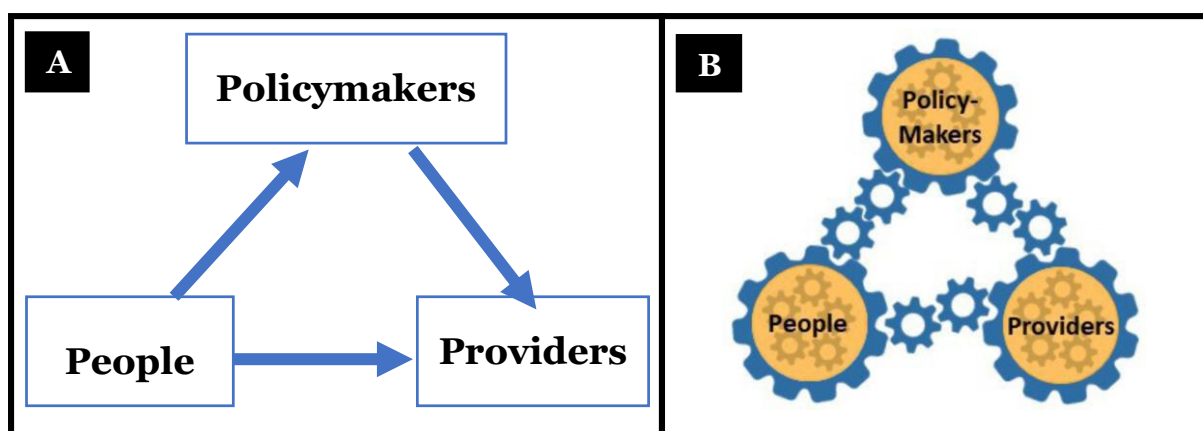 A
Policymakers
People
Providers
B
Policy-
Makers
People
Providers